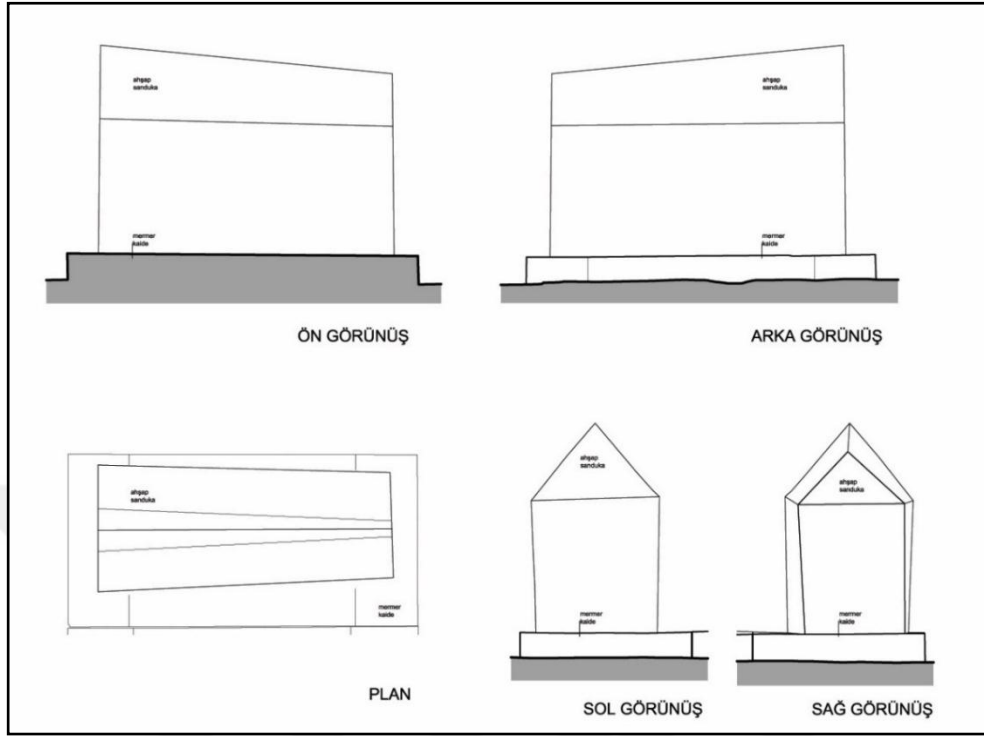 ahşap
sanduka
mermer
kaide
ÖN GÖRÜNÜŞ
ahşap
sanduka
mermer
kaide
ARKA GÖRÜNÜŞ
ahşap
sanduka
mermer
kaide
PLAN
ahşap
sanduka
mermer
kaide
SOL GÖRÜNÜŞ
ahşap
sanduka
mermer
kaide
SAĞ GÖRÜNÜŞ